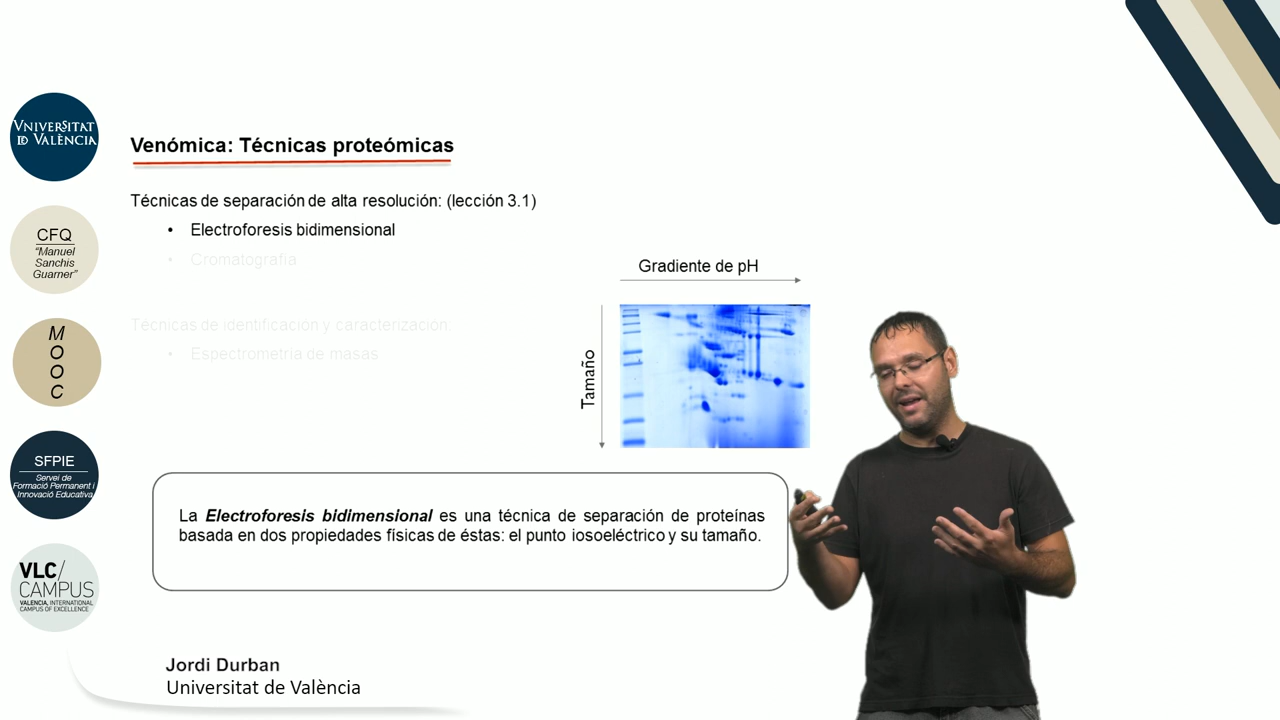 VNIVERSITAT
ID VALÈNCIA
CFQ
"Manuel
Sanchis
Guarner"
M
O
O
C
SFPIE
Servei de
Formació Permanent i
Innovació Educativa
VLC/
CAMPUS
VALENCIA, INTERNATIONAL
CAMPUS OF EXCELLENCE
Venómica: Técnicas proteómicas
Técnicas de separación de alta resolución: (lección 3.1)
• Electroforesis bidimensional
• Cromatografía
Técnicas de identificacion y caracterizacion
• Espectrometría de masas
Gradiente de pH
Tamaño
La Electroforesis bidimensional es una técnica de separación de proteínas
basada en dos propiedades físicas de éstas: el punto iosoeléctrico y su tamaño.
Jordi Durban
Universitat de València